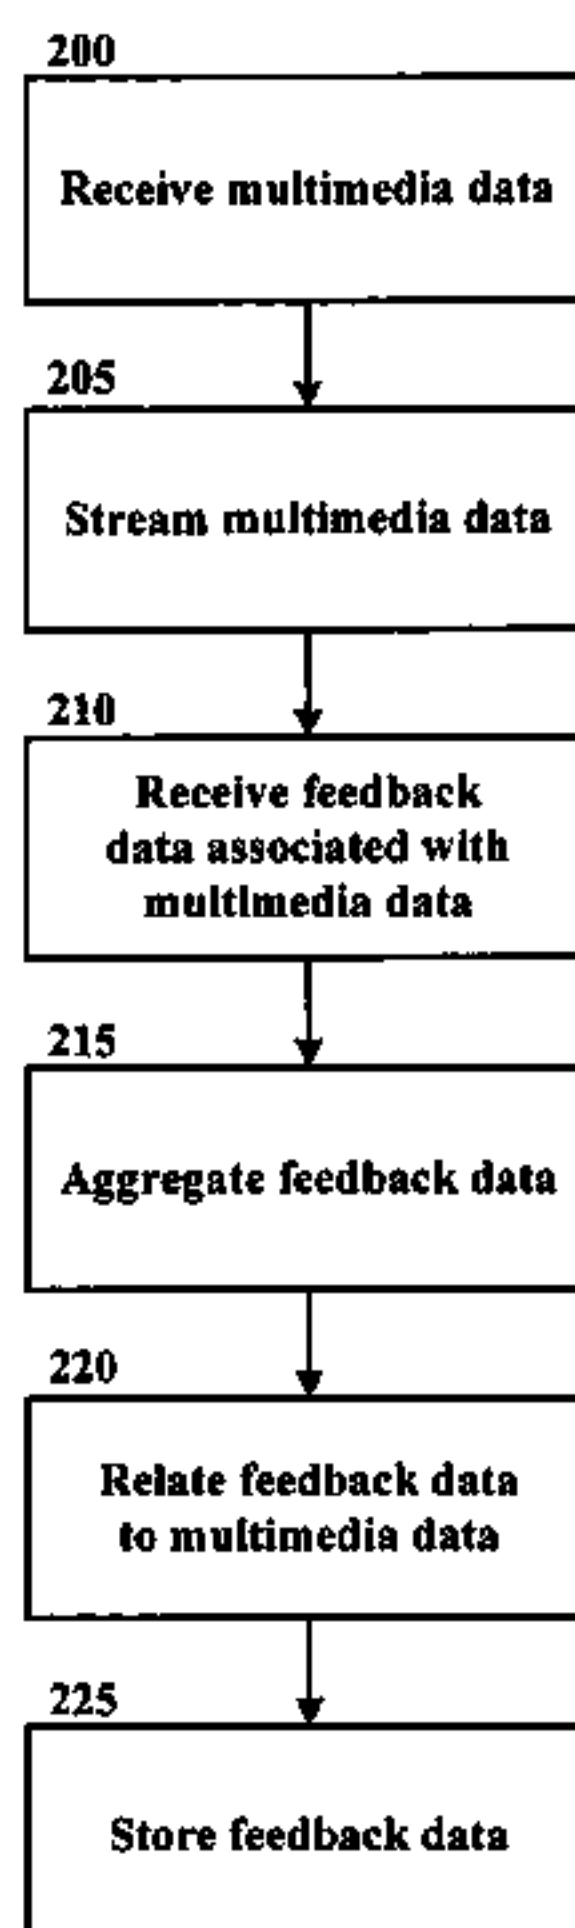 200
Receive multimedia data
205
Stream multimedia data
210
Receive feedback
data associated with
multimedia data
215
Aggregate feedback data
220
Relate feedback data
to multimedia data
225
Store feedback data